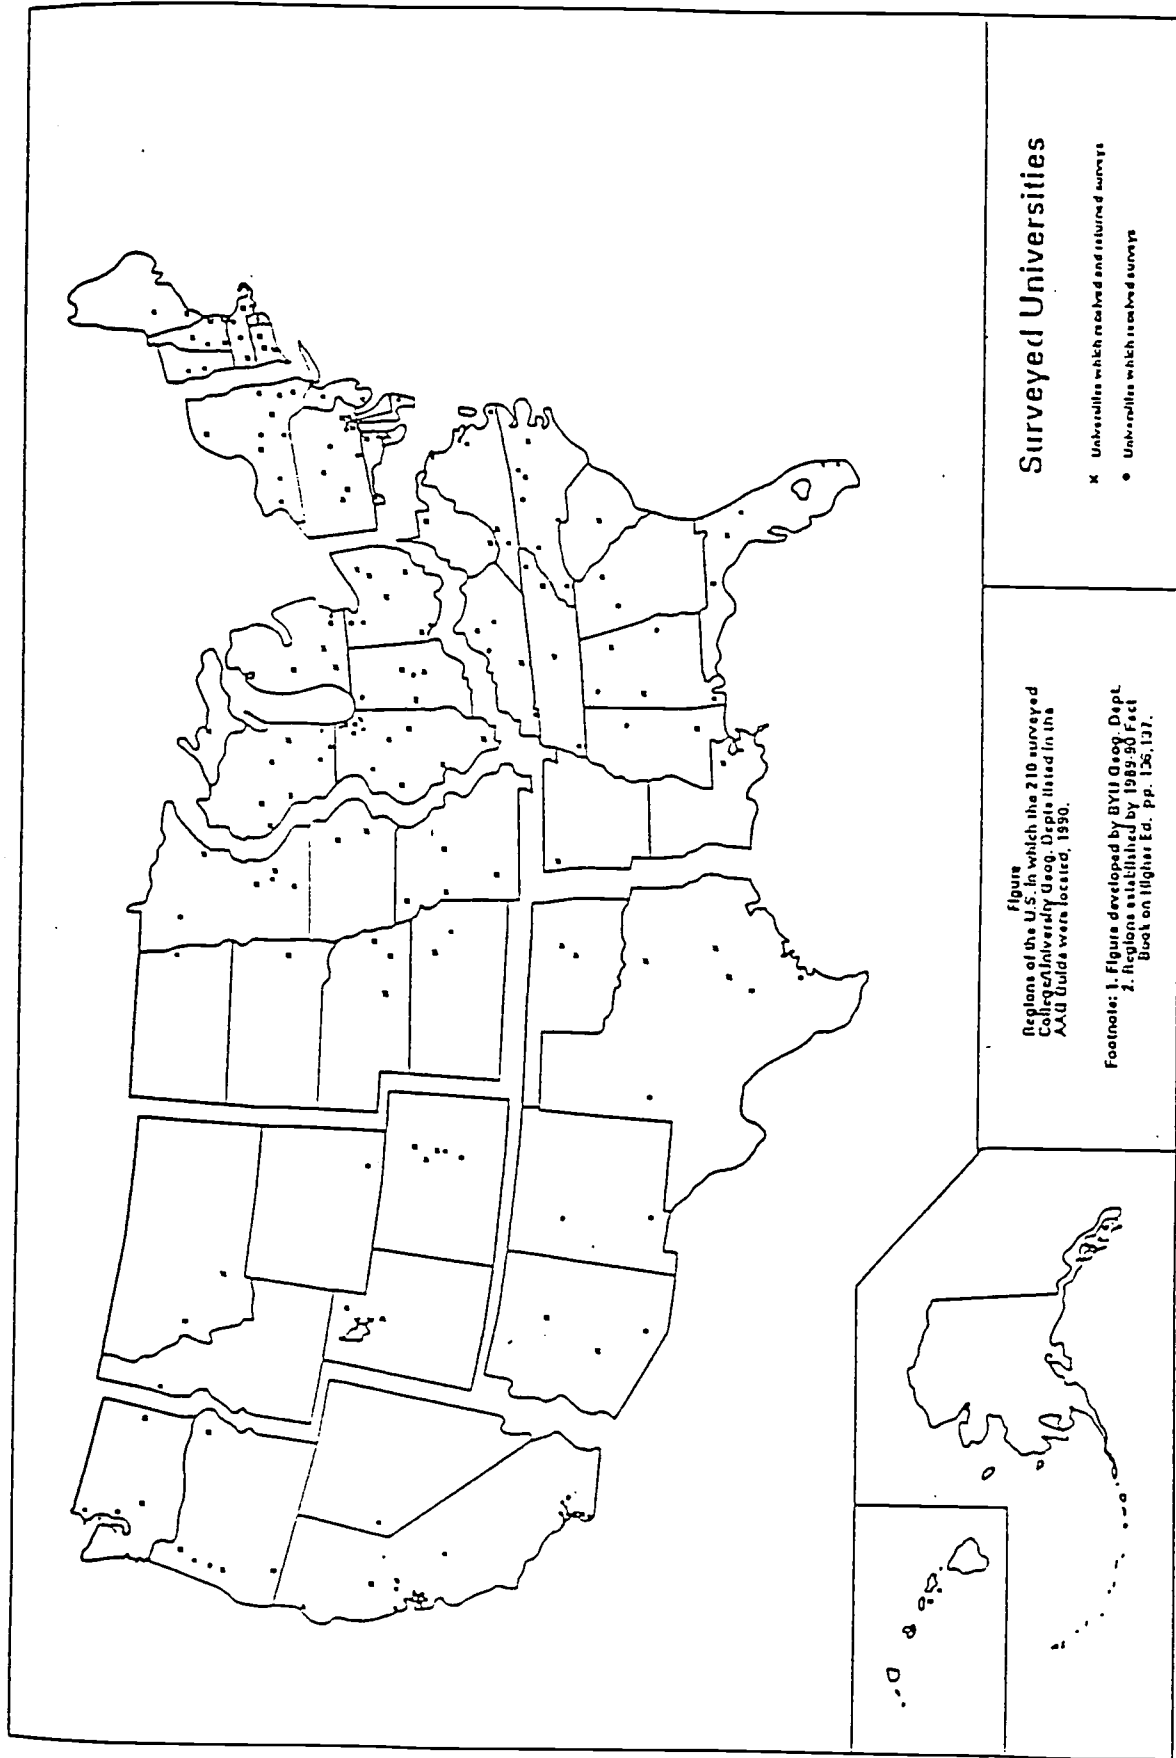 Surveyed Universities
x Universities which received and returned surveys
• Universities which received surveys
Figure
Regions of the U.S. in which the 210 surveyed
College/University Geog. Depts listed in the
AAG Guide were located, 1990.
Footnote: 1. Figure developed by BYU Geog. Dept.
2. Regions established by 1989-90 Fact
Book on Higher Ed. pp. 136,137.